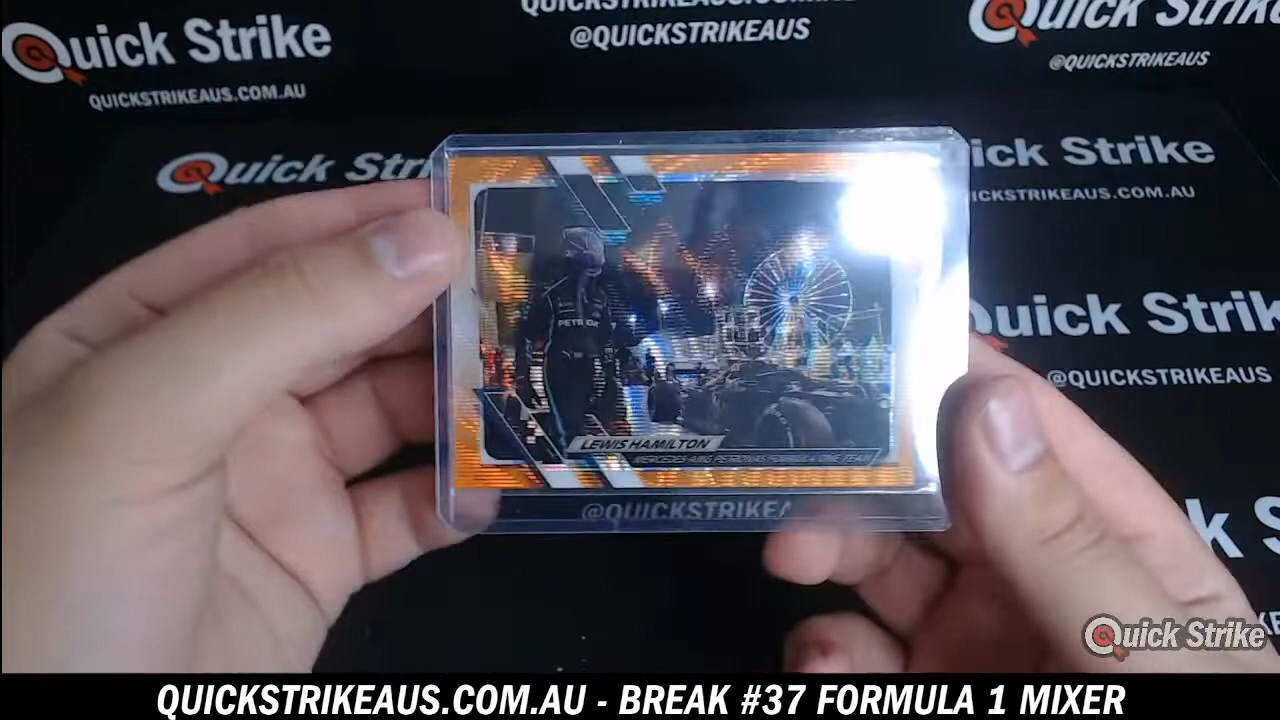 QUICKSTRIKEAUS.COM.AU
@QUICKSTRIKEAUS
Quick Strike
QUICKSTRIKEAUS.COM.AU
Quick Strike
@QUICKSTRIKEAUS
Quick Stri
ick Strike
ICKSTRIKEAUS.COM.AU
PETRONAS
LEWIS HAMILTON
MERCEDES-AMG PETRONAS FORMULA ONE TEAM
Quick Strik
@QUICKSTRIKEAUS
@QUICKSTRIKEA
k S
Quick Strike
QUICKSTRIKEAUS.COM.AU - BREAK #37 FORMULA 1 MIXER